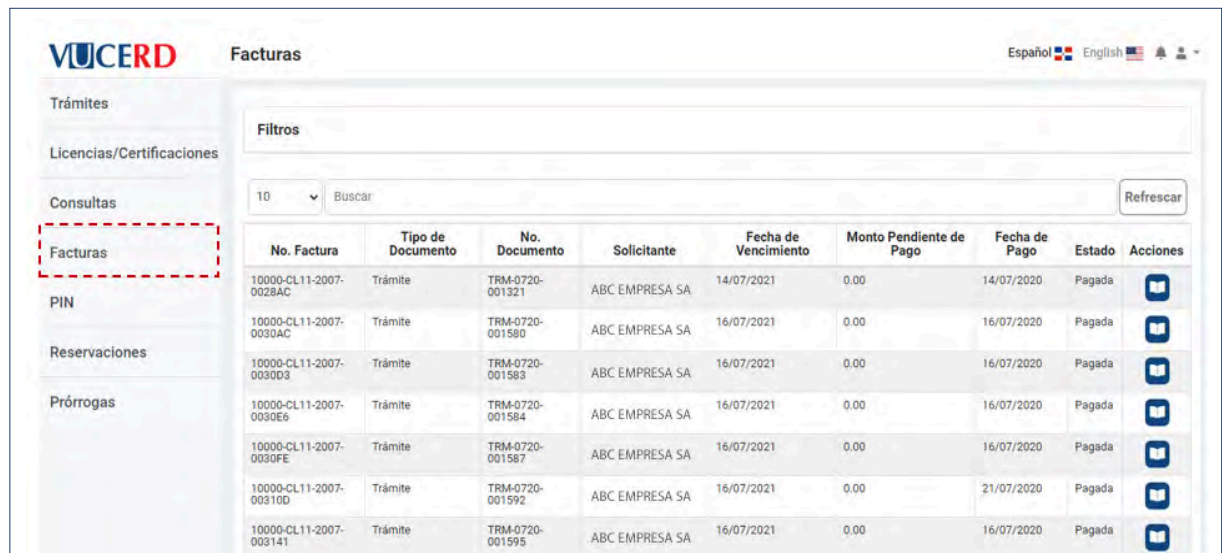 VUCERD
Facturas
Español English
Trámites
Licencias/Certificaciones
Consultas
Facturas
PIN
Reservaciones
Prórrogas
Filtros
10 Buscar Refrescar
No. Factura Tipo de Documento No. Documento Solicitante Fecha de Vencimiento Monto Pendiente de Pago Fecha de Pago Estado Acciones
10000-CL11-2007-0028AC Trámite TRM-0720-001321 ABC EMPRESA SA 14/07/2021 0.00 14/07/2020 Pagada
10000-CL11-2007-0030AC Trámite TRM-0720-001580 ABC EMPRESA SA 16/07/2021 0.00 16/07/2020 Pagada
10000-CL11-2007-0030D3 Trámite TRM-0720-001583 ABC EMPRESA SA 16/07/2021 0.00 16/07/2020 Pagada
10000-CL11-2007-0030E6 Trámite TRM-0720-001584 ABC EMPRESA SA 16/07/2021 0.00 16/07/2020 Pagada
10000-CL11-2007-0030FE Trámite TRM-0720-001587 ABC EMPRESA SA 16/07/2021 0.00 16/07/2020 Pagada
10000-CL11-2007-00310D Trámite TRM-0720-001592 ABC EMPRESA SA 16/07/2021 0.00 21/07/2020 Pagada
10000-CL11-2007-003141 Trámite TRM-0720-001595 ABC EMPRESA SA 16/07/2021 0.00 16/07/2020 Pagada